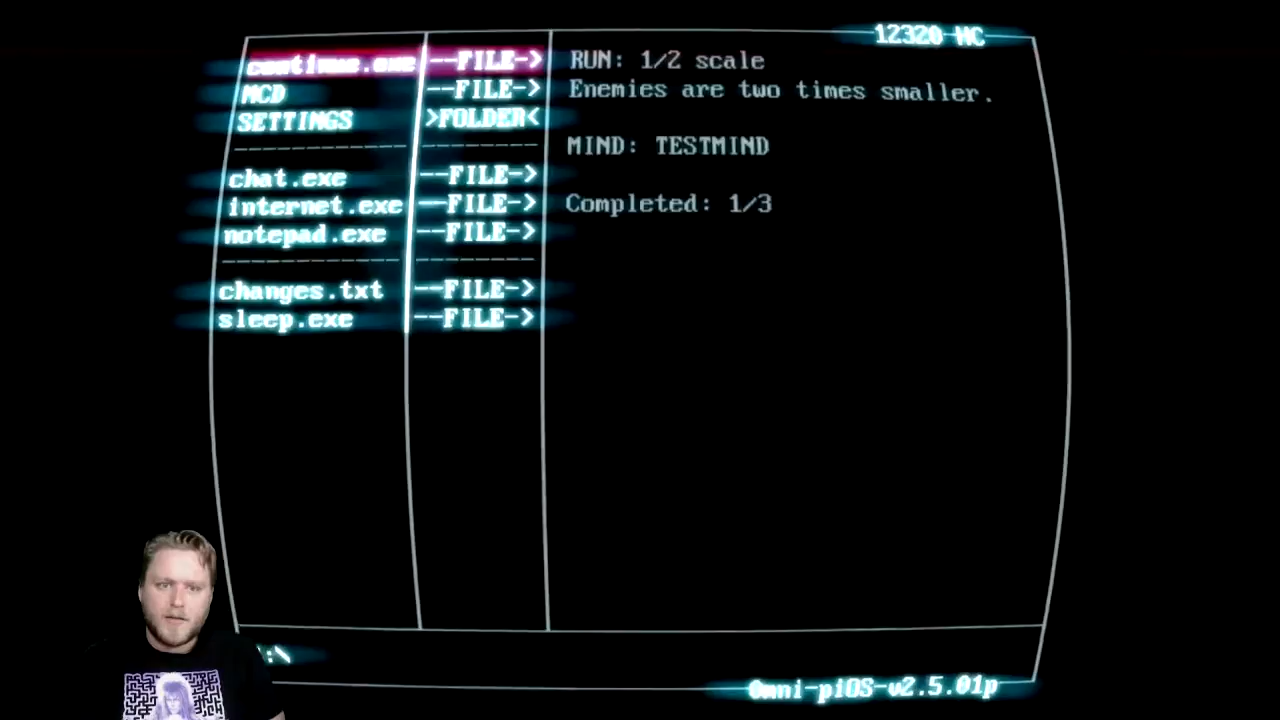 12320 MC
continue.exe --FILE-> RUN: 1/2 scale
MCD --FILE-> Enemies are two times smaller.
SETTINGS >FOLDER<
MIND: TESTMIND
chat.exe --FILE->
internet.exe --FILE-> Completed: 1/3
notepad.exe --FILE->
changes.txt --FILE->
sleep.exe --FILE->
:\
Omni-piOS-v2.5.01p